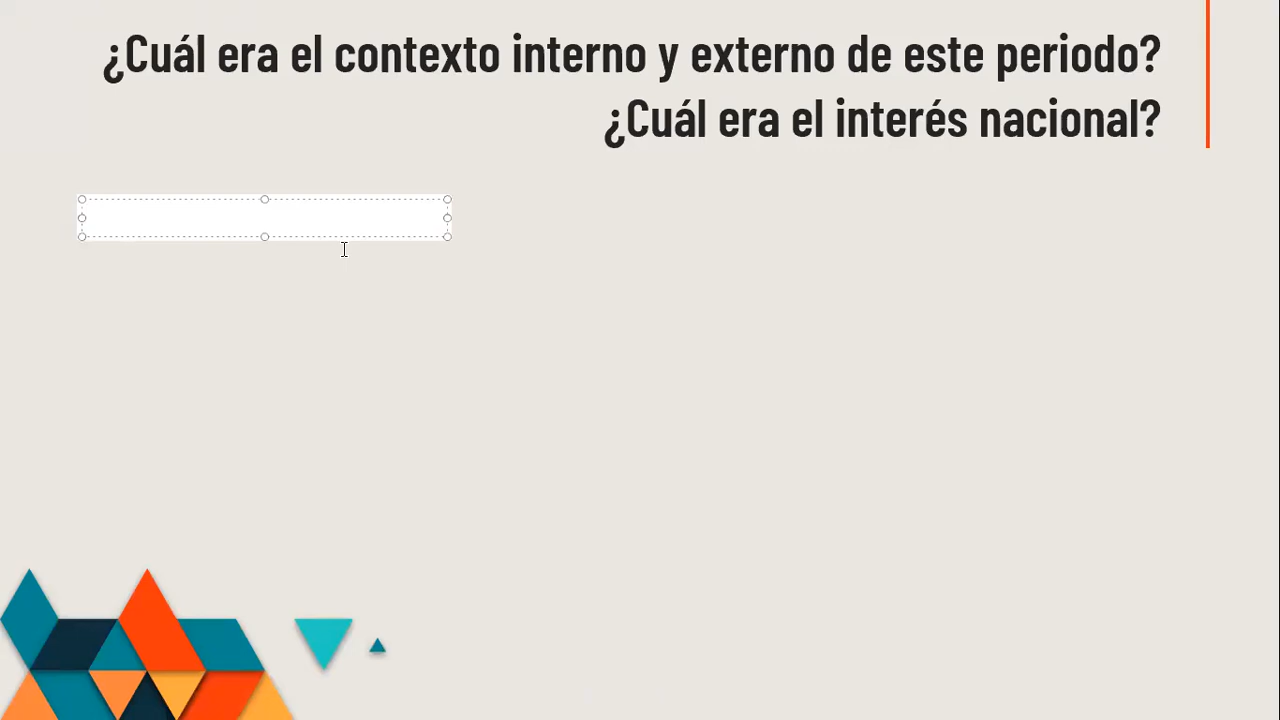 ¿Cuál era el contexto interno y externo de este periodo?
¿Cuál era el interés nacional?